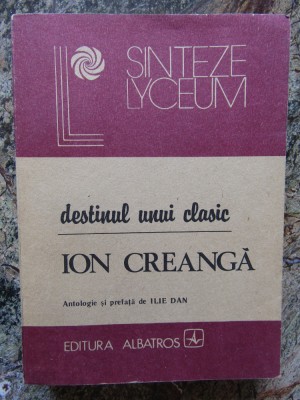 SINTEZE
LYCEUM
destinul unui clasic
ION CREANGĂ
Antologie și prefață de ILIE DAN
EDITURA ALBATROS